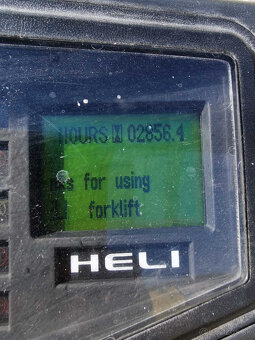 HOURS 02856.4
for using
forklift
HELI